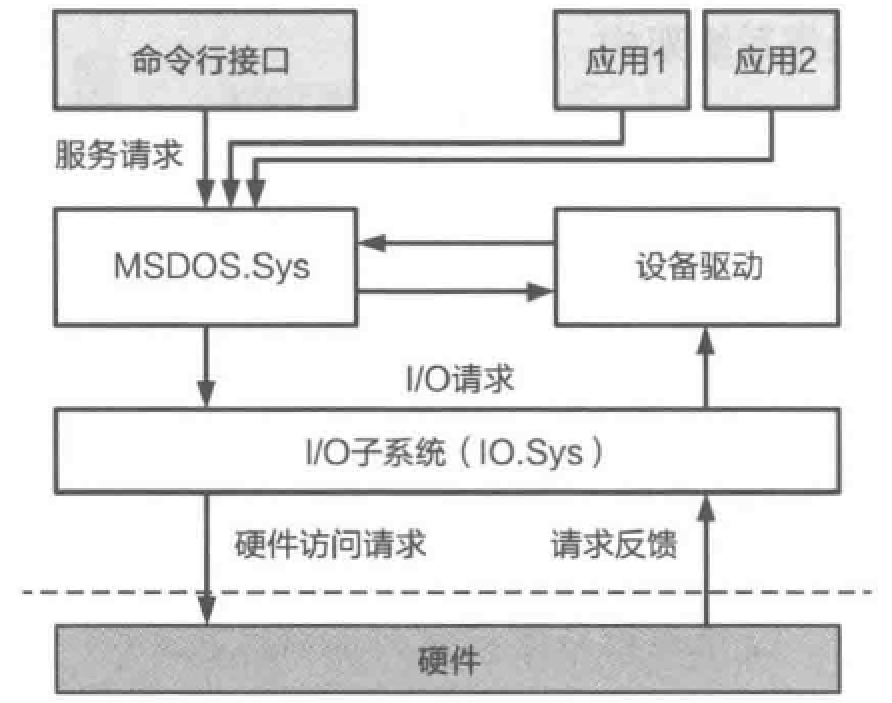 命令行接口
应用1
应用2
服务请求
MSDOS.Sys
设备驱动
I/O请求
I/O子系统（IO.Sys）
硬件访问请求
请求反馈
硬件